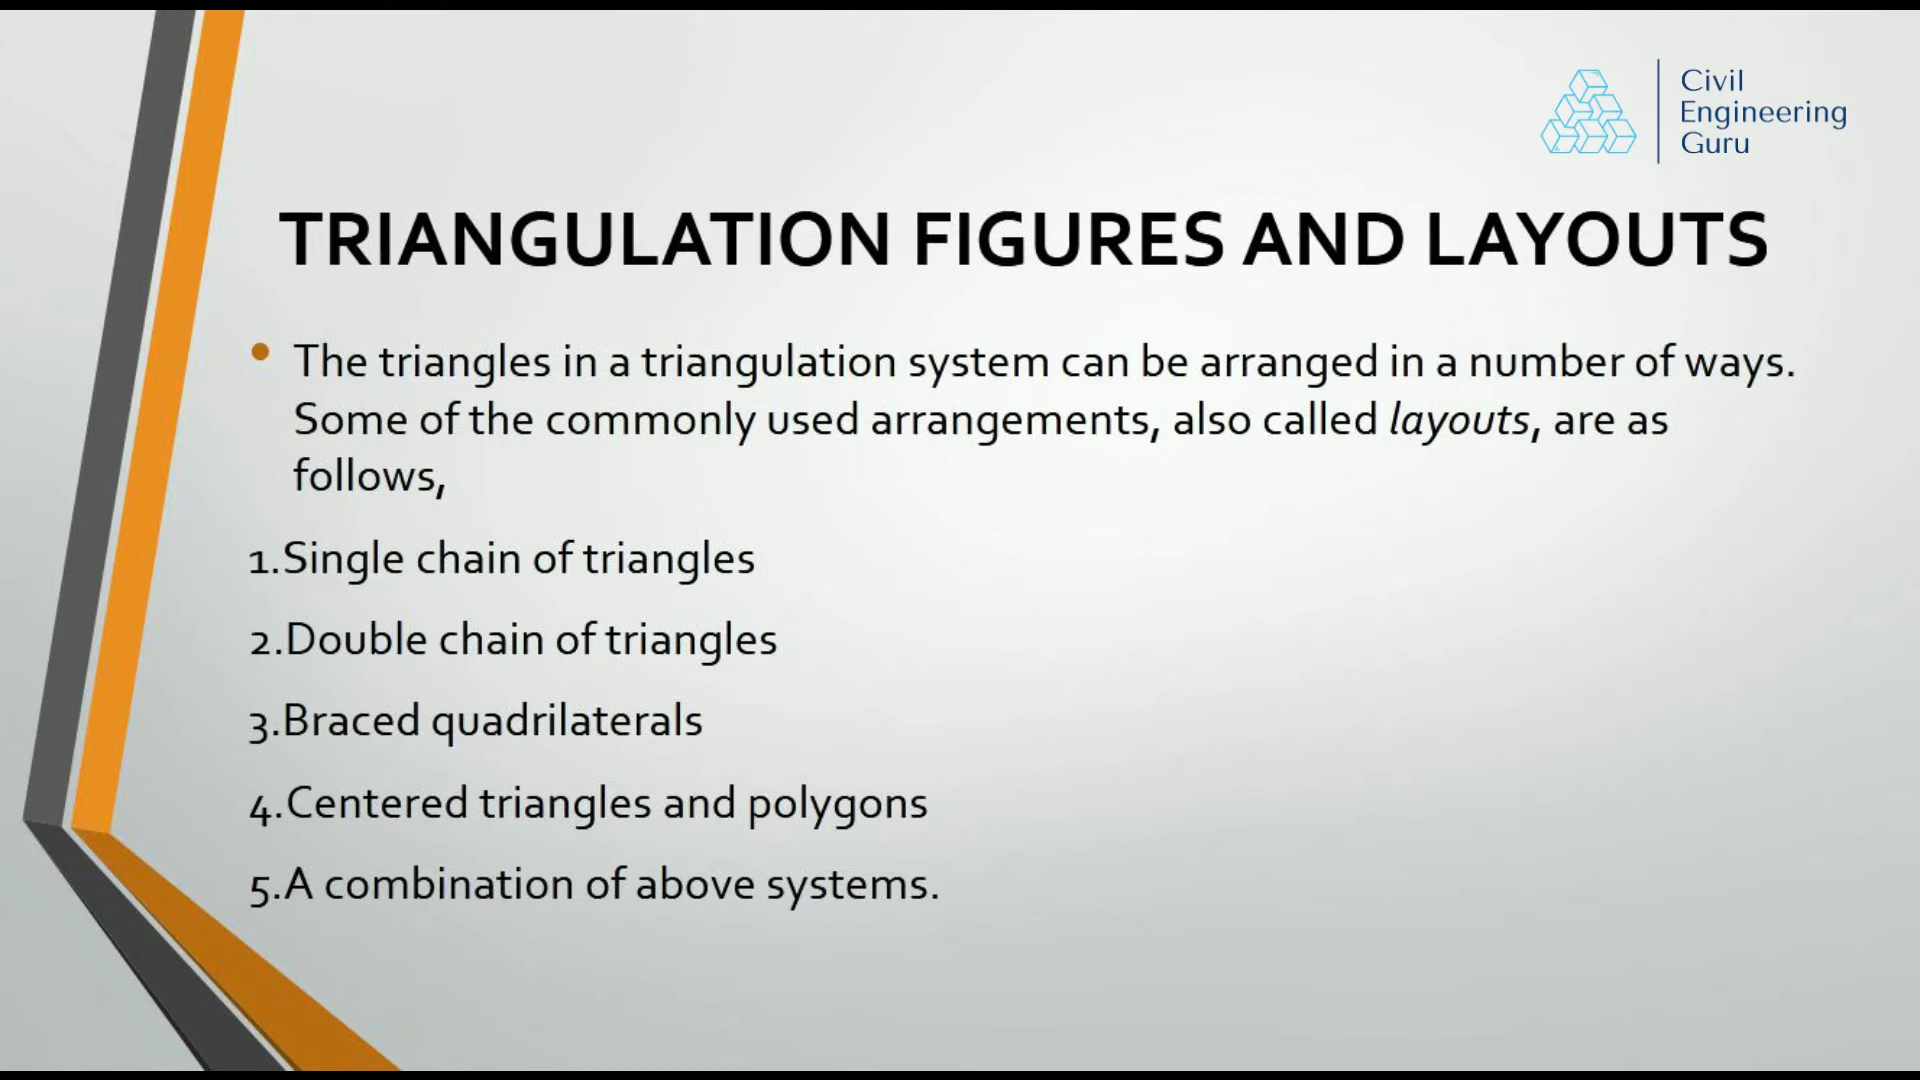 Civil
Engineering
Guru
TRIANGULATION FIGURES AND LAYOUTS
• The triangles in a triangulation system can be arranged in a number of ways.
Some of the commonly used arrangements, also called layouts, are as
follows,
1.Single chain of triangles
2.Double chain of triangles
3.Braced quadrilaterals
4.Centered triangles and polygons
5.A combination of above systems.